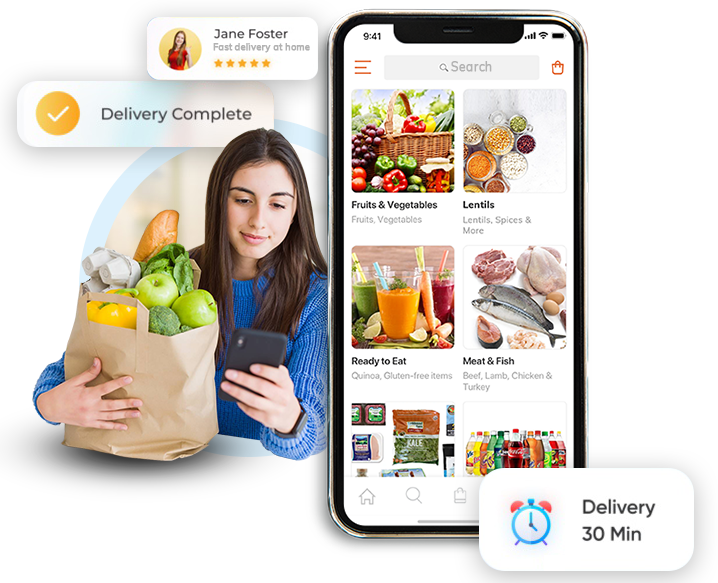 Jane Foster
Fast delivery at home
Delivery Complete
9:41
Search
Fruits & Vegetables
Fruits, Vegetables
Lentils
Lentils, Spices &
More
Ready to Eat
Quinoa, Gluten-free items
Meat & Fish
Beef, Lamb, Chicken &
Turkey
KALE
Delivery
30 Min